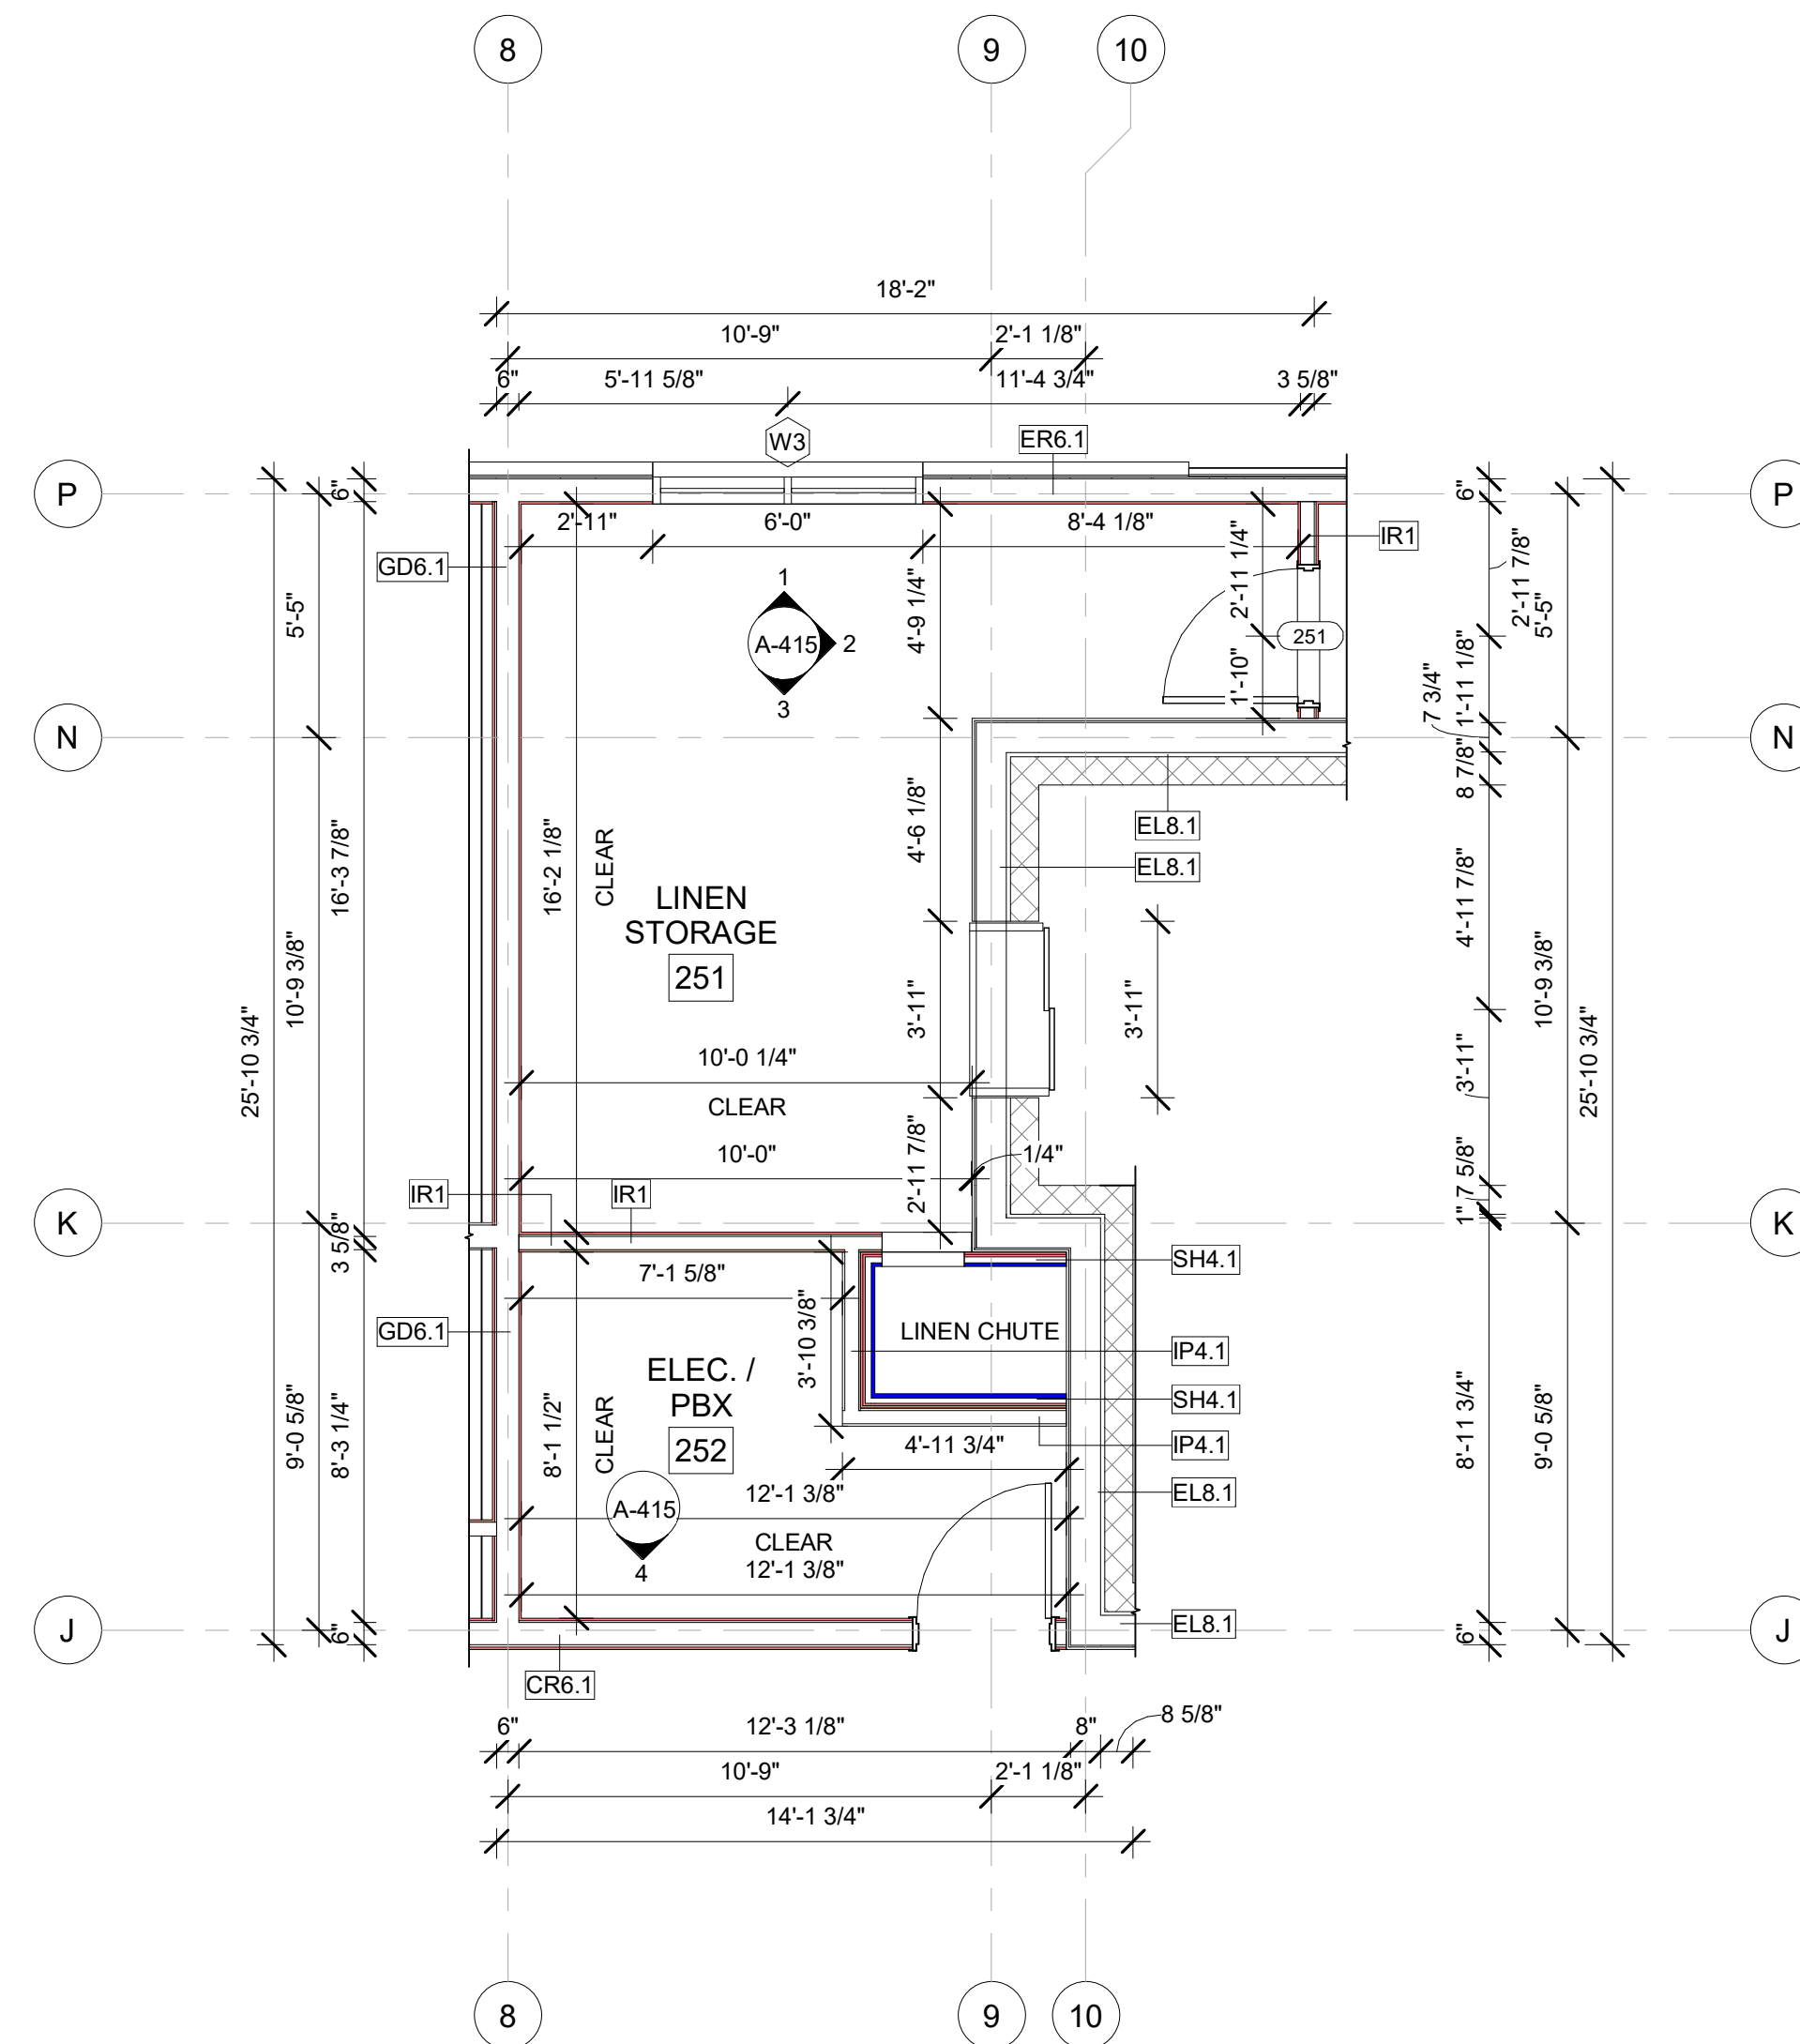 8
9
10
18'-2"
10'-9"
2'-1 1/8"
6"
5'-11 5/8"
11'-4 3/4"
3 5/8"
W3
ER6.1
P
P
6"
6"
2'-11"
6'-0"
8'-4 1/8"
IR1
GD6.1
2'-11 7/8"
2'-11 1/4"
4'-9 1/4"
5'-5"
5'-5"
1
A-415
2
3
251
1'-10"
1'-11 1/8"
7 3/4"
N
N
8 7/8"
EL8.1
EL8.1
4'-6 1/8"
16'-3 7/8"
16'-2 1/8"
CLEAR
LINEN
STORAGE
251
4'-11 7/8"
10'-9 3/8"
10'-9 3/8"
3'-11"
3'-11"
3'-11"
25'-10 3/4"
25'-10 3/4"
10'-0 1/4"
CLEAR
10'-0"
1/4"
2'-11 7/8"
7 5/8"
1"
IR1
IR1
K
K
3 5/8"
SH4.1
7'-1 5/8"
3'-10 3/8"
LINEN CHUTE
GD6.1
IP4.1
ELEC. /
PBX
252
SH4.1
IP4.1
4'-11 3/4"
9'-0 5/8"
8'-3 1/4"
8'-1 1/2"
CLEAR
8'-11 3/4"
9'-0 5/8"
12'-1 3/8"
EL8.1
A-415
4
CLEAR
12'-1 3/8"
J
J
6"
6"
EL8.1
CR6.1
6"
12'-3 1/8"
8"
8 5/8"
10'-9"
2'-1 1/8"
14'-1 3/4"
8
9
10